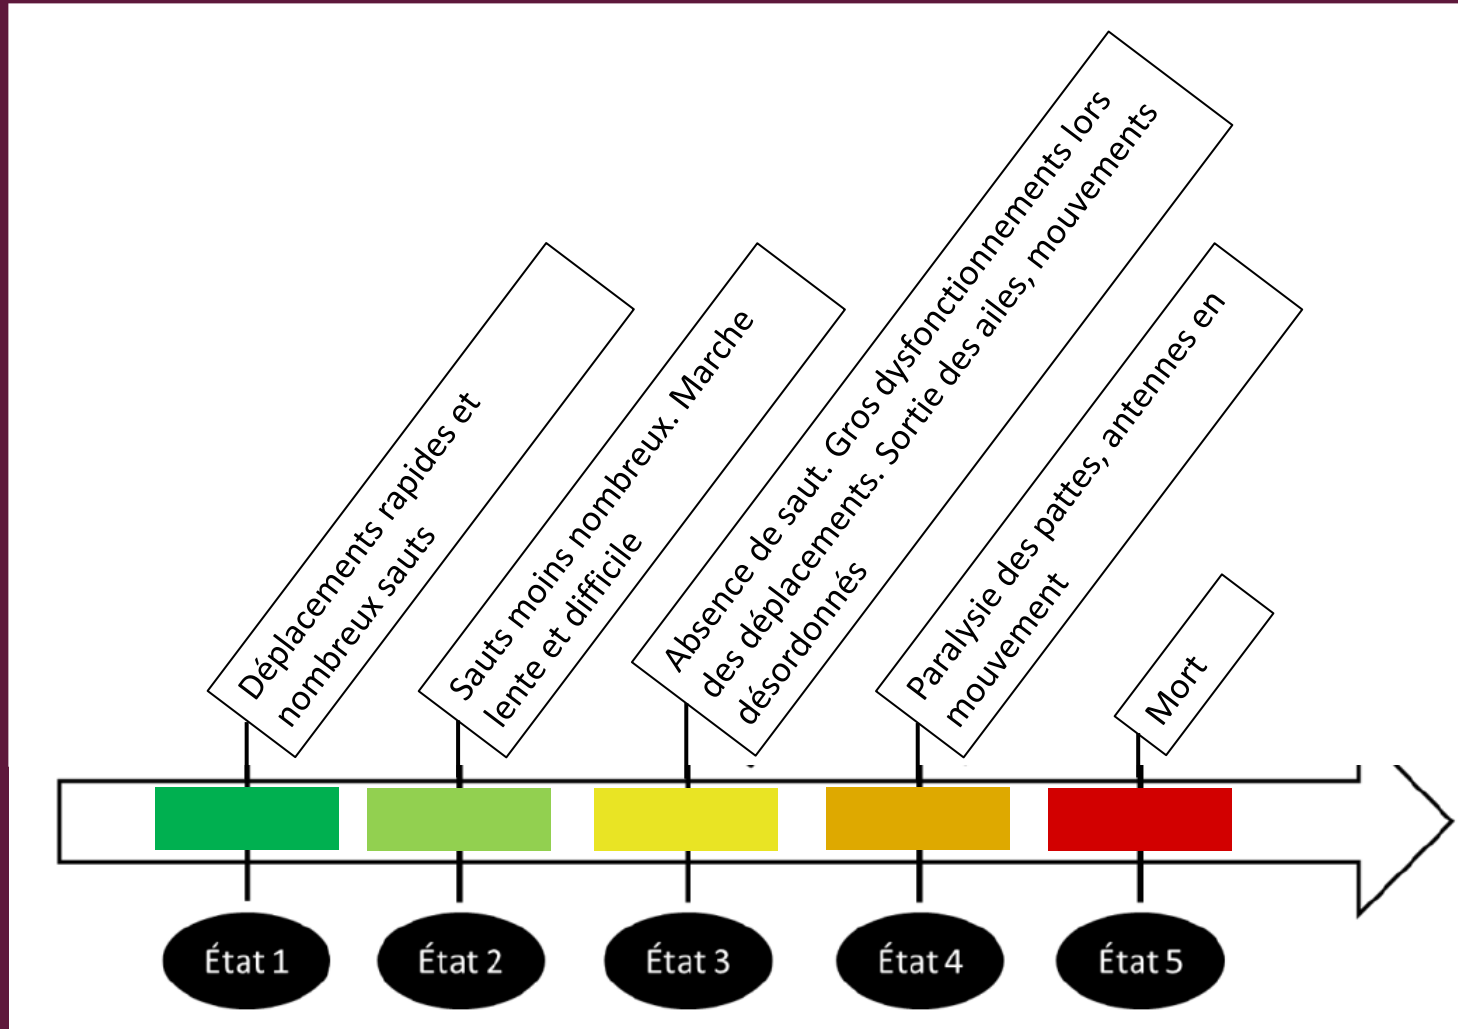 Déplacements rapides et
nombreux sauts
Sauts moins nombreux. Marche
lente et difficile
Absence de saut. Gros dysfonctionnements lors
des déplacements. Sortie des ailes, mouvements
désordonnés
Paralysie des pattes, antennes en
mouvement
Mort
État 1
État 2
État 3
État 4
État 5